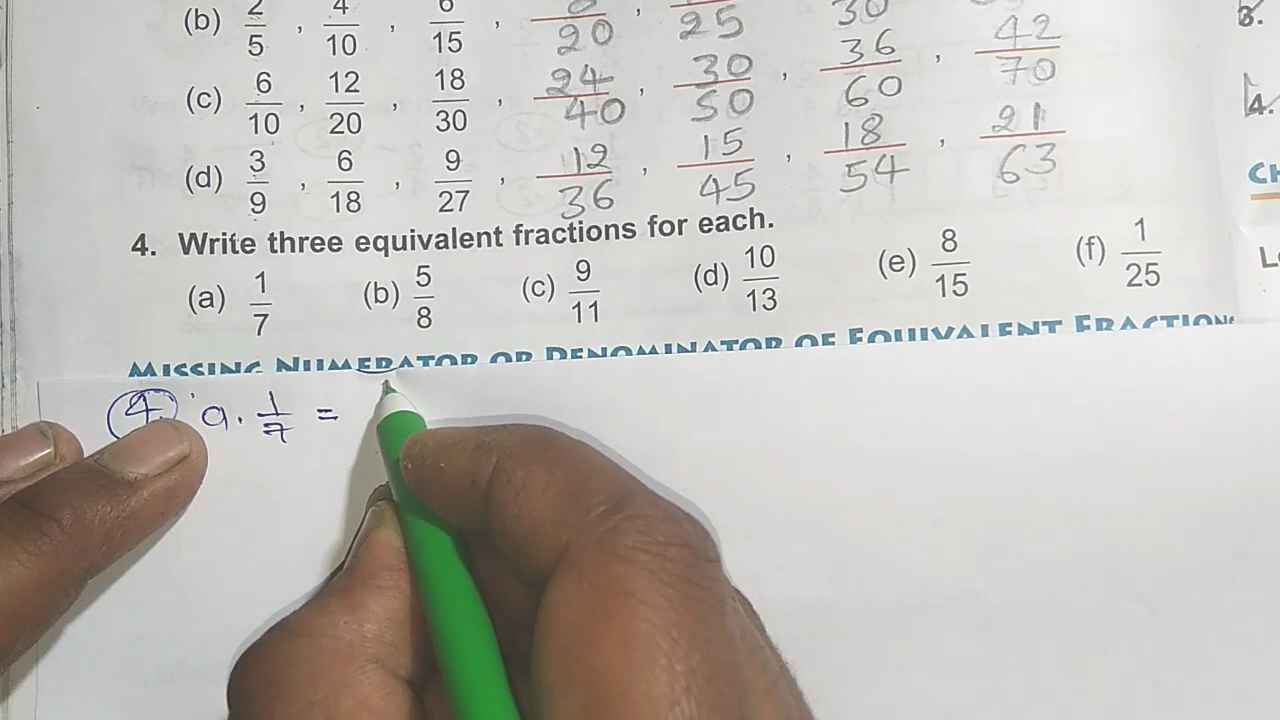 (b) 2/5 , 4/10 , 6/15 , /20 , /25 30
(c) 6/10 , 12/20 , 18/30 , 24/40 , 30/50 , 36/60 , 42/70
(d) 3/9 , 6/18 , 9/27 , 12/36 , 15/45 , 18/54 , 21/63
4. Write three equivalent fractions for each.
(a) 1/7 (b) 5/8 (c) 9/11 (d) 10/13 (e) 8/15 (f) 1/25
MISSING NUMERATOR OR DENOMINATOR OF EQUIVALENT FRACTION
4. a. 1/7 =
8.
4.